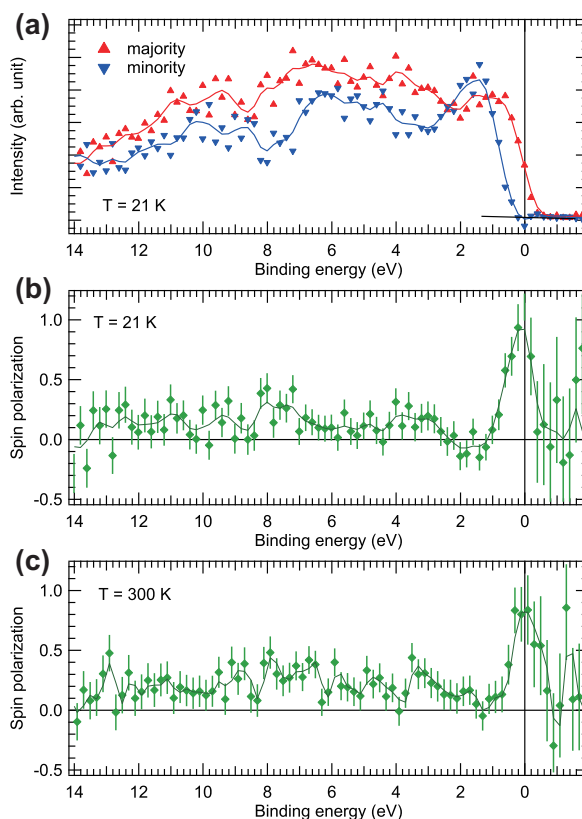 (a)
majority
minority
Intensity (arb. unit)
T = 21 K
14 12 10 8 6 4 2 0
Binding energy (eV)
(b)
T = 21 K
1.0
0.5
0.0
-0.5
Spin polarization
14 12 10 8 6 4 2 0
Binding energy (eV)
(c)
T = 300 K
1.0
0.5
0.0
-0.5
Spin polarization
14 12 10 8 6 4 2 0
Binding energy (eV)